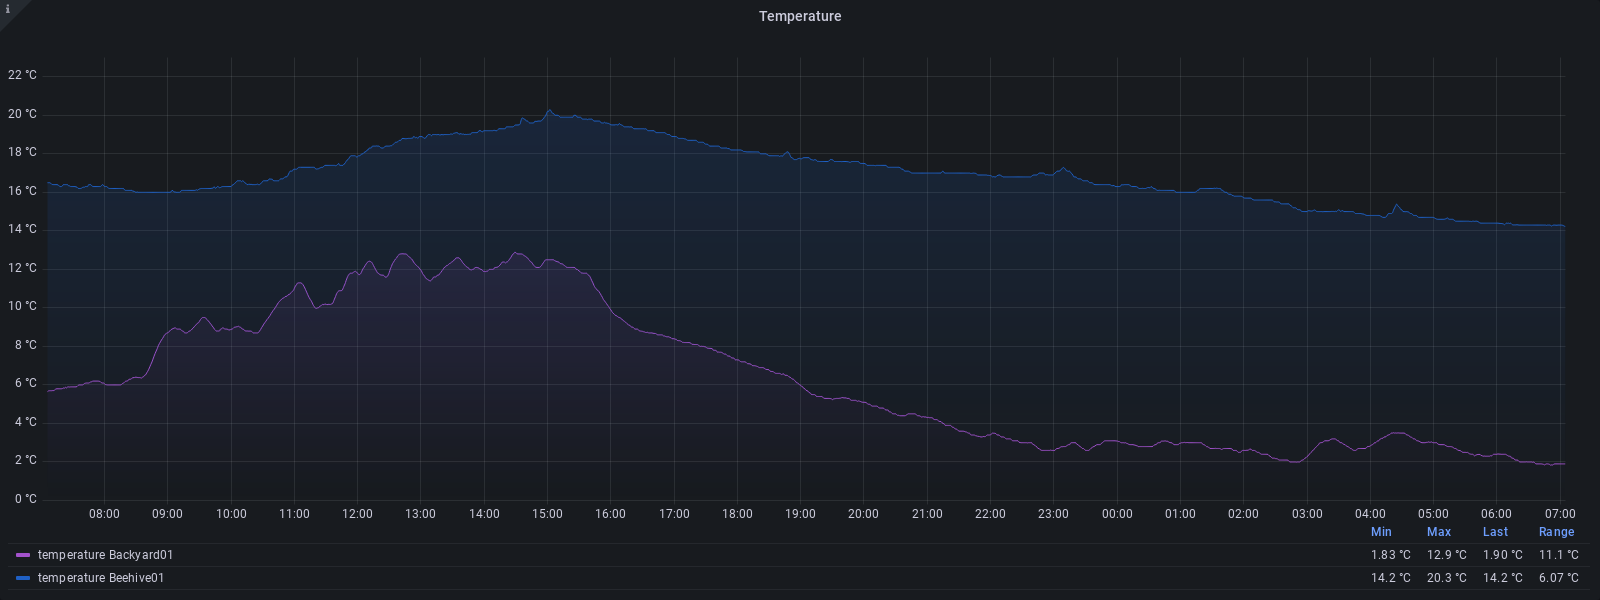 i
Temperature
22 °C
20 °C
18 °C
16 °C
14 °C
12 °C
10 °C
8 °C
6 °C
4 °C
2 °C
0 °C
08:00 09:00 10:00 11:00 12:00 13:00 14:00 15:00 16:00 17:00 18:00 19:00 20:00 21:00 22:00 23:00 00:00 01:00 02:00 03:00 04:00 05:00 06:00 07:00
Min Max Last Range
temperature Backyard01 1.83 °C 12.9 °C 1.90 °C 11.1 °C
temperature Beehive01 14.2 °C 20.3 °C 14.2 °C 6.07 °C